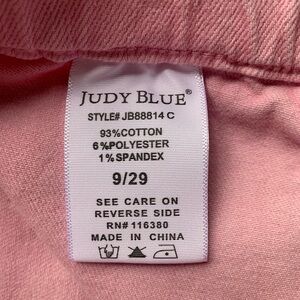 JUDY BLUE®
STYLE# JB88814 C
93%COTTON
6%POLYESTER
1%SPANDEX
9/29
SEE CARE ON
REVERSE SIDE
RN# 116380
MADE IN CHINA